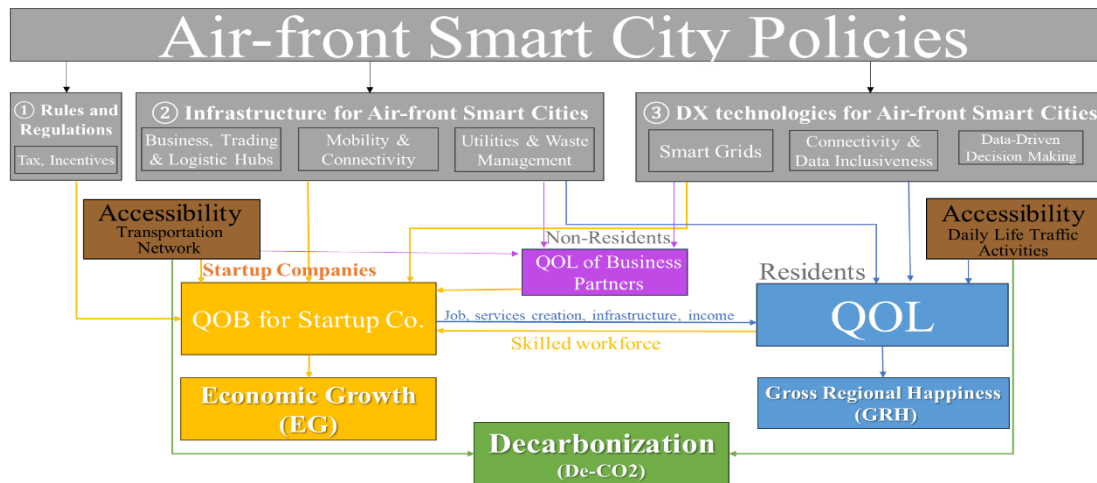 Air-front Smart City Policies
① Rules and
Regulations
Tax, Incentives
② Infrastructure for Air-front Smart Cities
Business, Trading
& Logistic Hubs
Mobility &
Connectivity
Utilities & Waste
Management
③ DX technologies for Air-front Smart Cities
Smart Grids
Connectivity &
Data Inclusiveness
Data-Driven
Decision Making
Accessibility
Transportation
Network
Non-Residents
QOL of Business
Partners
Accessibility
Daily Life Traffic
Activities
Startup Companies
Residents
QOB for Startup Co.
Job, services creation, infrastructure, income
Skilled workforce
QOL
Economic Growth
(EG)
Gross Regional Happiness
(GRH)
Decarbonization
(De-CO2)